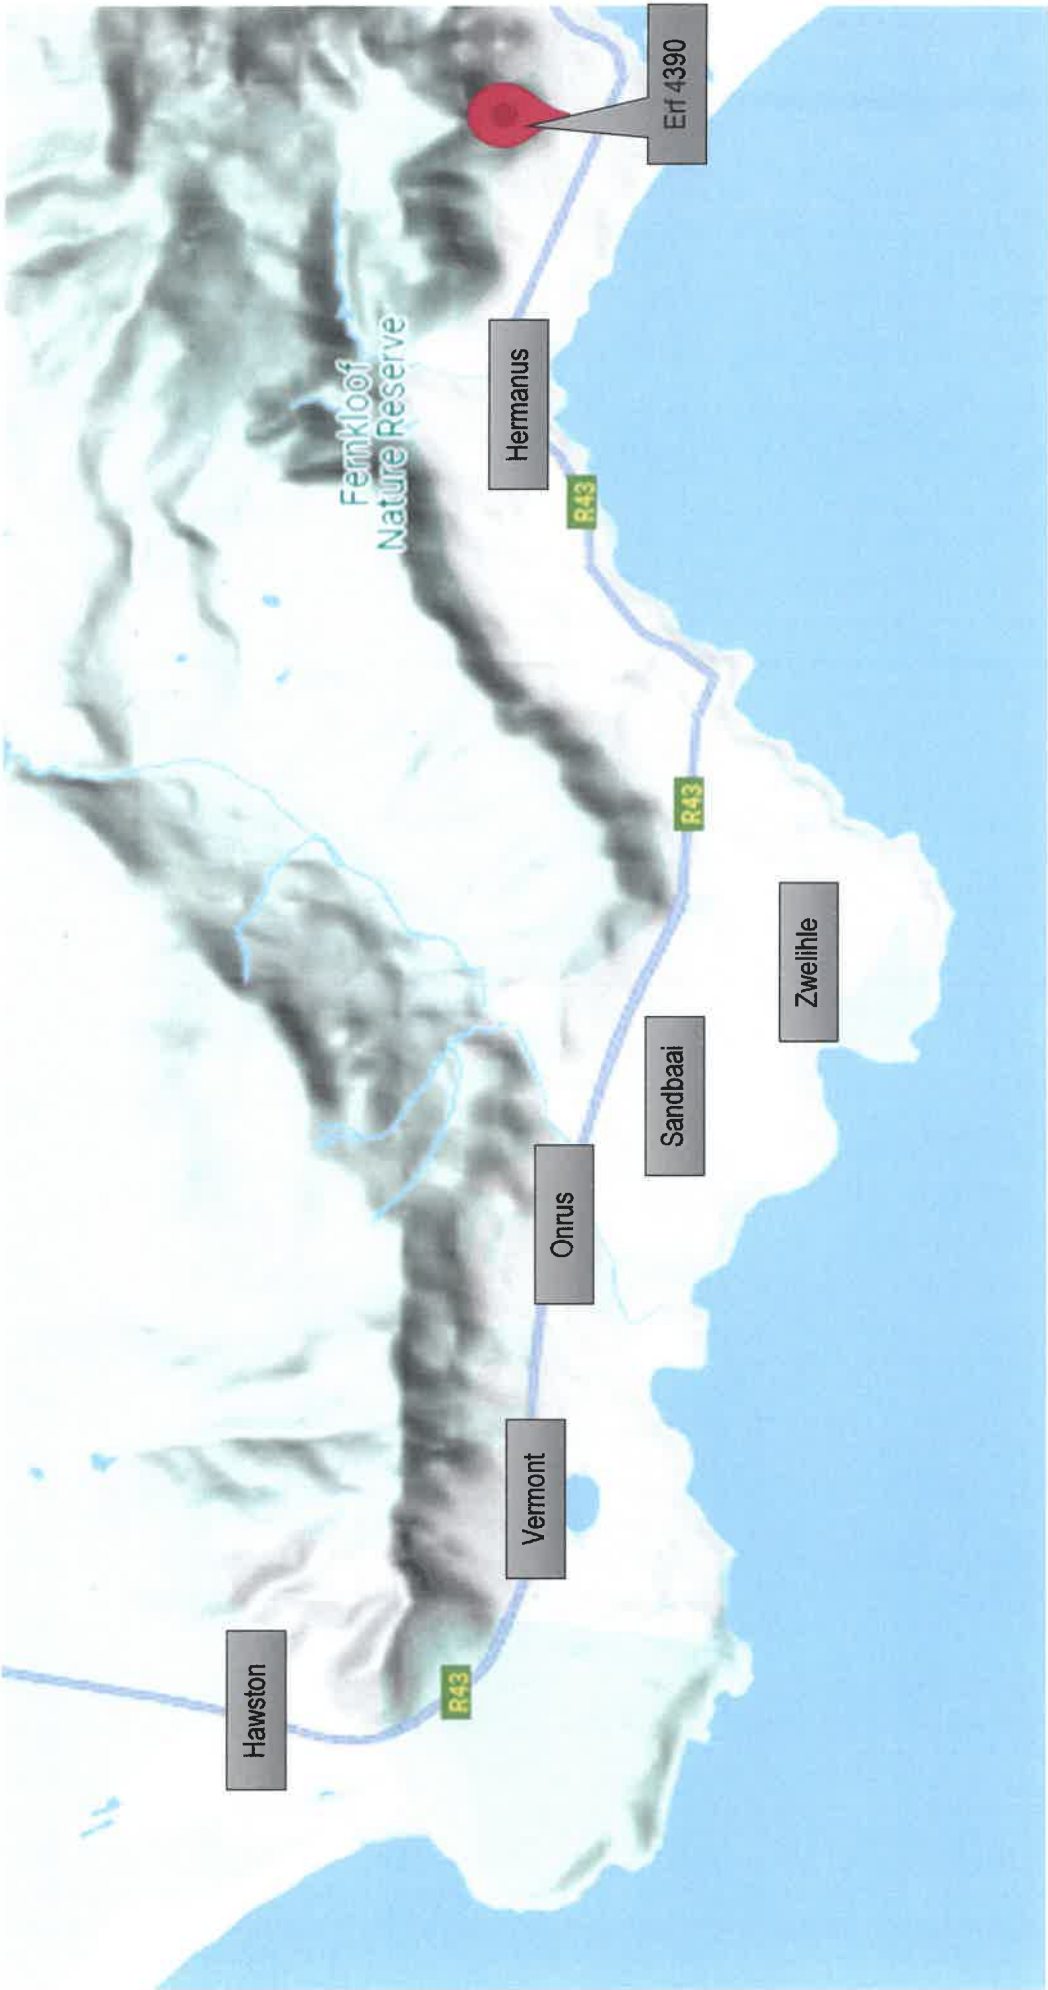 Hawston
Fernkloof
Nature Reserve
R43
Hermanus
Vermont
Onrus
R43
Sandbaai
Erf 4390
R43
Zwelihle